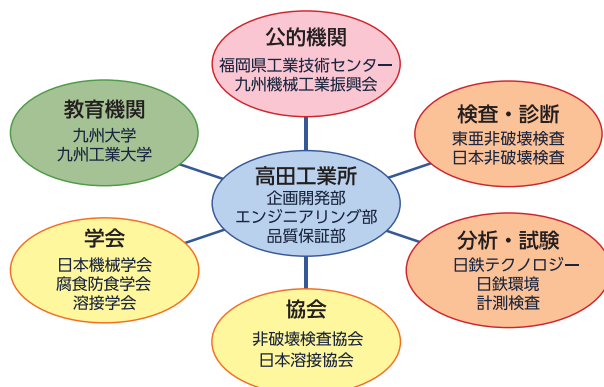 公的機関
福岡県工業技術センター
九州機械工業振興会
教育機関
九州大学
九州工業大学
検査・診断
東亜非破壊検査
日本非破壊検査
高田工業所
企画開発部
エンジニアリング部
品質保証部
学会
日本機械学会
腐食防食学会
溶接学会
分析・試験
日鉄テクノロジー
日鉄環境
計測検査
協会
非破壊検査協会
日本溶接協会